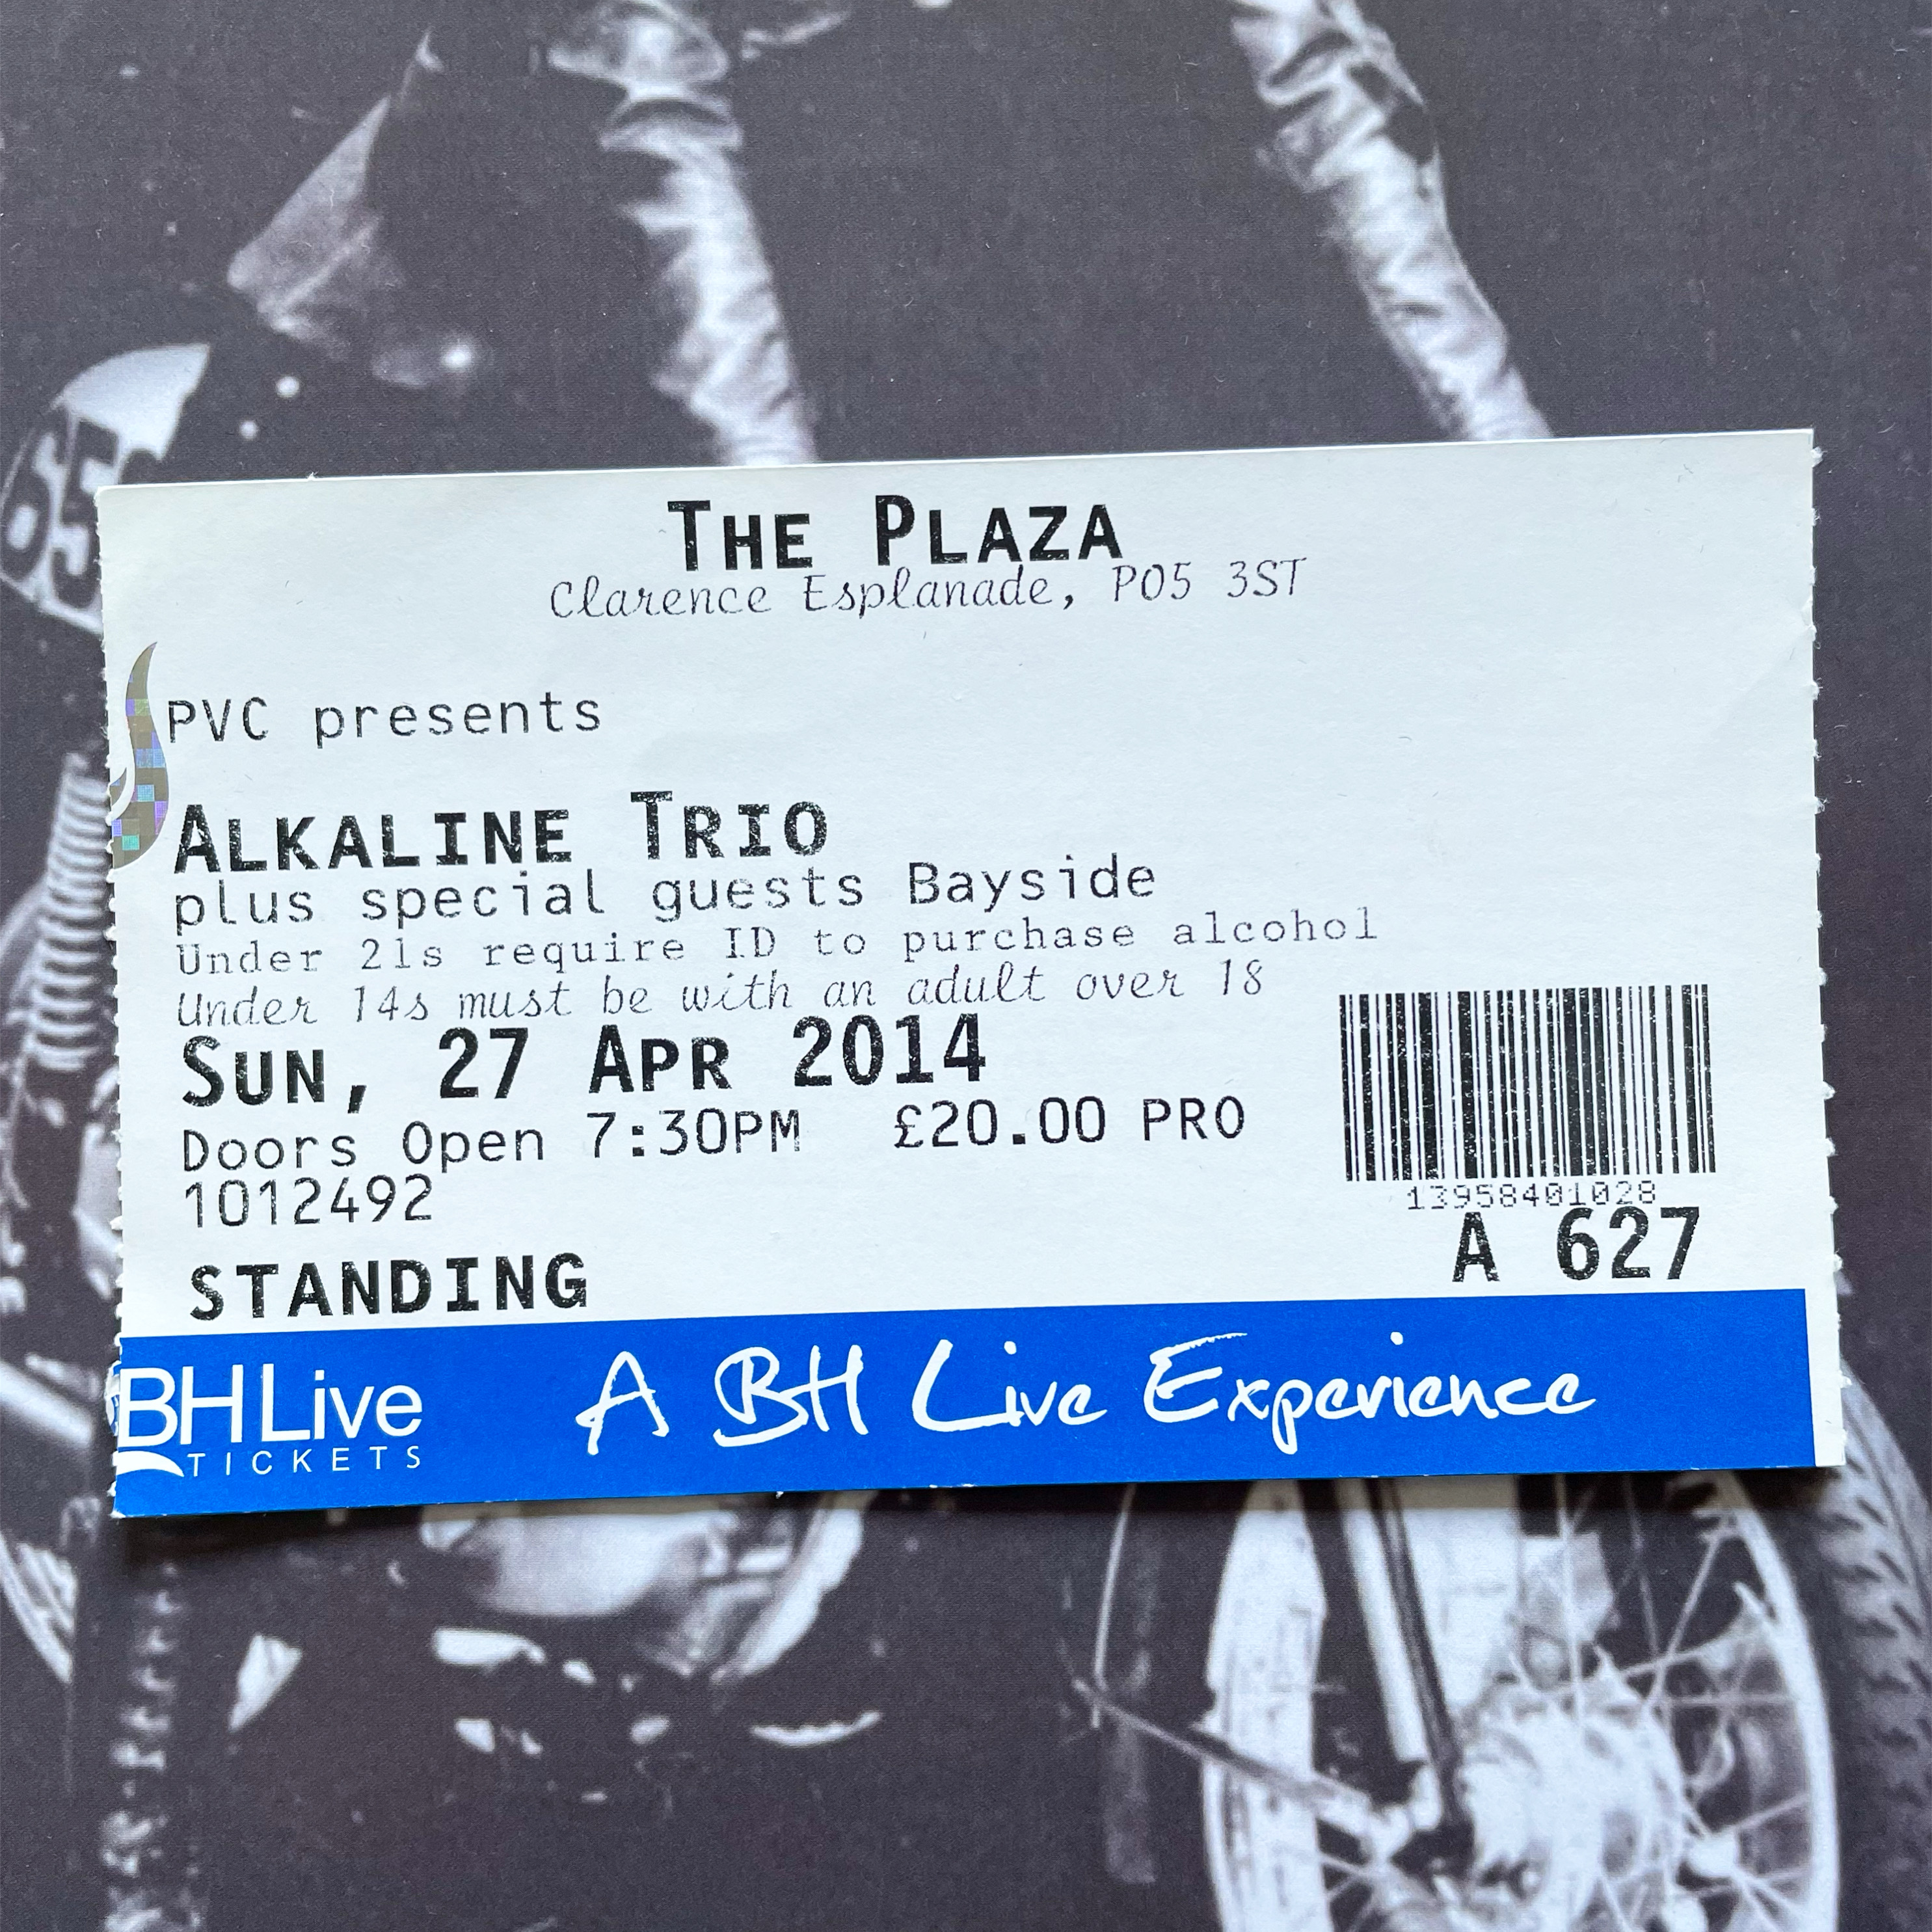 65
THE PLAZA
Clarence Esplanade, PO5 3ST
PVC presents
ALKALINE TRIO
plus special guests Bayside
Under 21s require ID to purchase alcohol
Under 14s must be with an adult over 18
SUN, 27 APR 2014
Doors Open 7:30PM £20.00 PRO
1012492
13958401028
A 627
STANDING
BH Live
TICKETS
A BH Live Experience